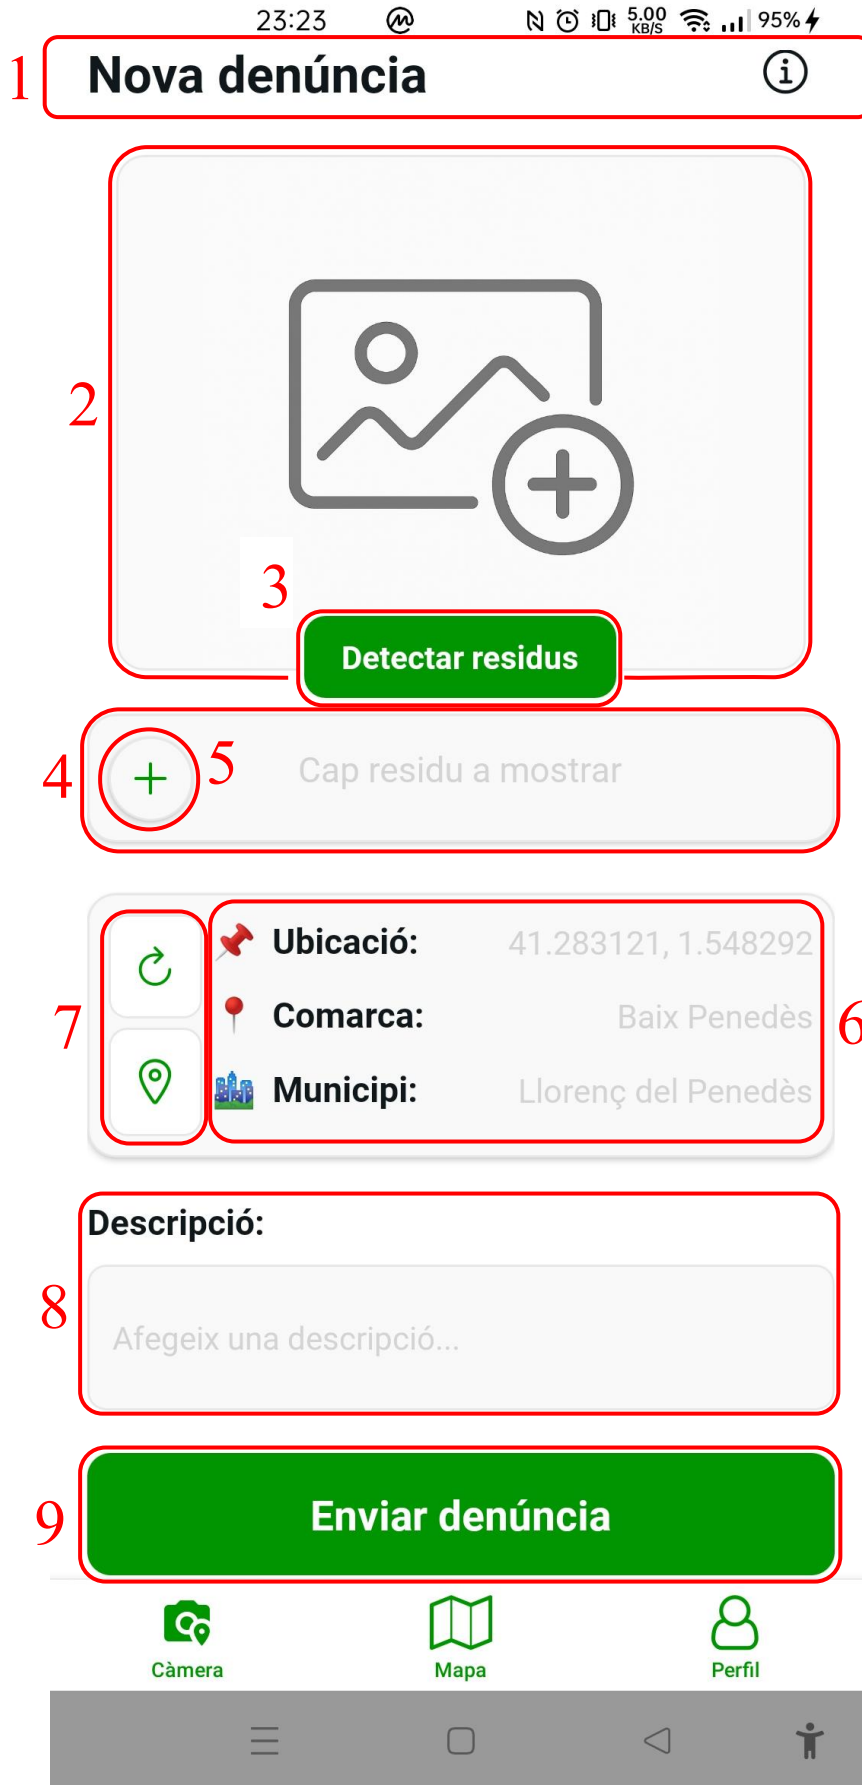 23:23 5.00 KB/S 95%
1 Nova denúncia
2
3
Detectar residus
4 5 Cap residu a mostrar
Ubicació: 41.283121, 1.548292
7 Comarca: Baix Penedès 6
Municipi: Llorenç del Penedès
Descripció:
8
Afegeix una descripció...
9 Enviar denúncia
Càmera Mapa Perfil